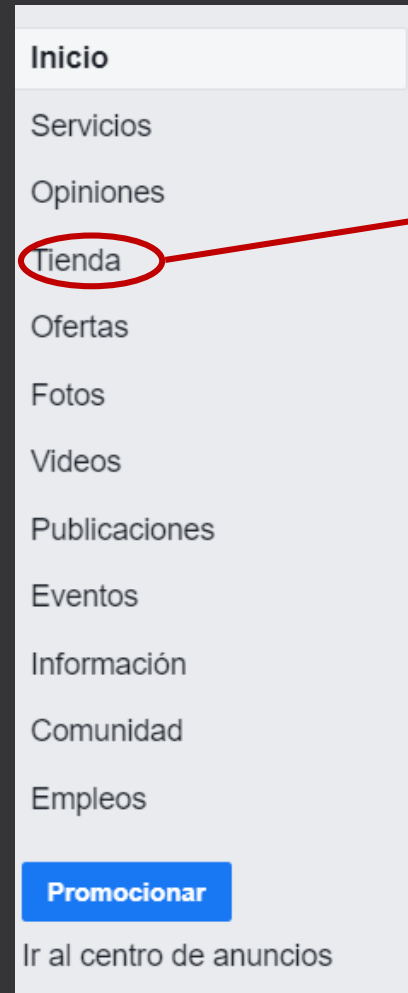 Inicio
Servicios
Opiniones
Tienda
Ofertas
Fotos
Videos
Publicaciones
Eventos
Información
Comunidad
Empleos
Promocionar
Ir al centro de anuncios